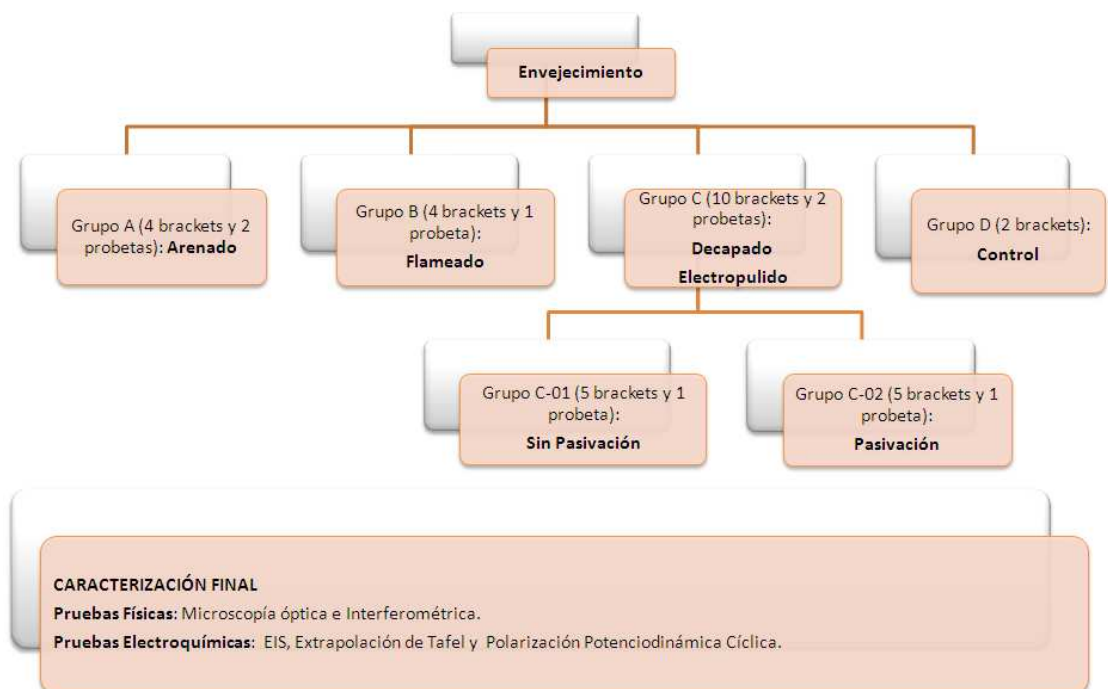 Envejecimiento
Grupo A (4 brackets y 2
probetas): Arenado
Grupo B (4 brackets y 1
probeta):
Flameado
Grupo C (10 brackets y 2
probetas):
Decapado
Electropulido
Grupo D (2 brackets):
Control
Grupo C-01 (5 brackets y 1
probeta):
Sin Pasivación
Grupo C-02 (5 brackets y 1
probeta):
Pasivación
CARACTERIZACIÓN FINAL
Pruebas Físicas: Microscopía óptica e Interferométrica.
Pruebas Electroquímicas: EIS, Extrapolación de Tafel y Polarización Potenciodinámica Cíclica.